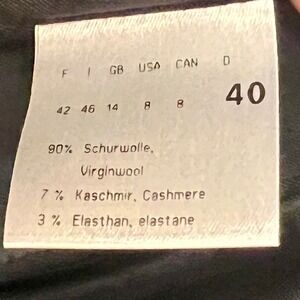 F I GB USA CAN D
42 46 14 8 8 40
90% Schurwolle,
Virginwool
7 % Kaschmir, Cashmere
3 % Elasthan, elastane